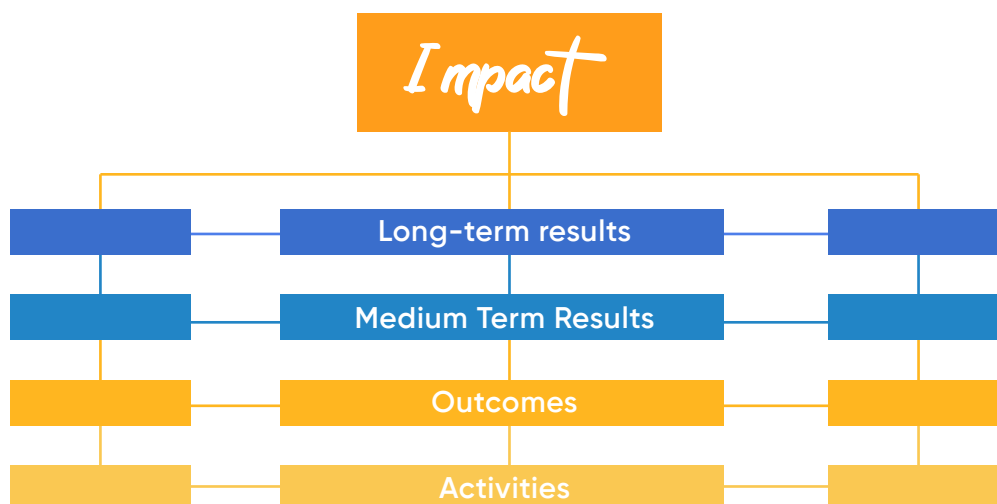 Impact
Long-term results
Medium Term Results
Outcomes
Activities